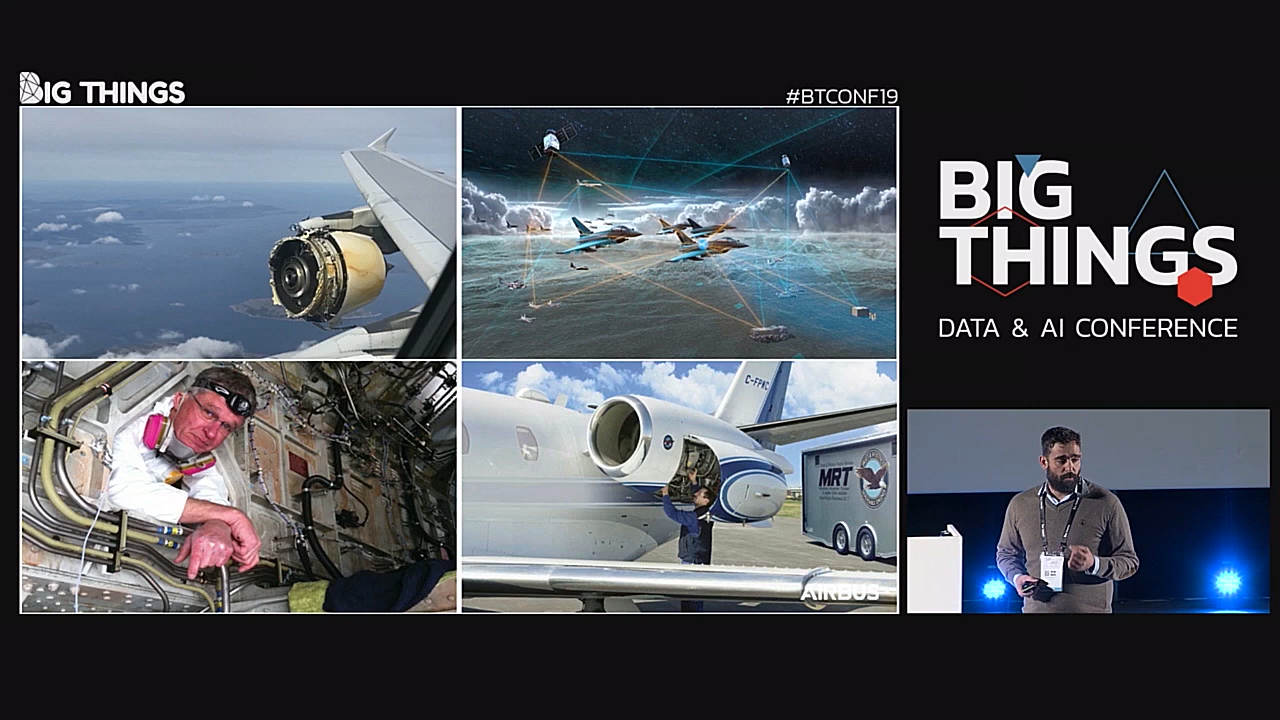 BIG THINGS
#BTCONF19
BIG
THINGS
DATA & AI CONFERENCE
C-FPWC
MRT
AIRBUS